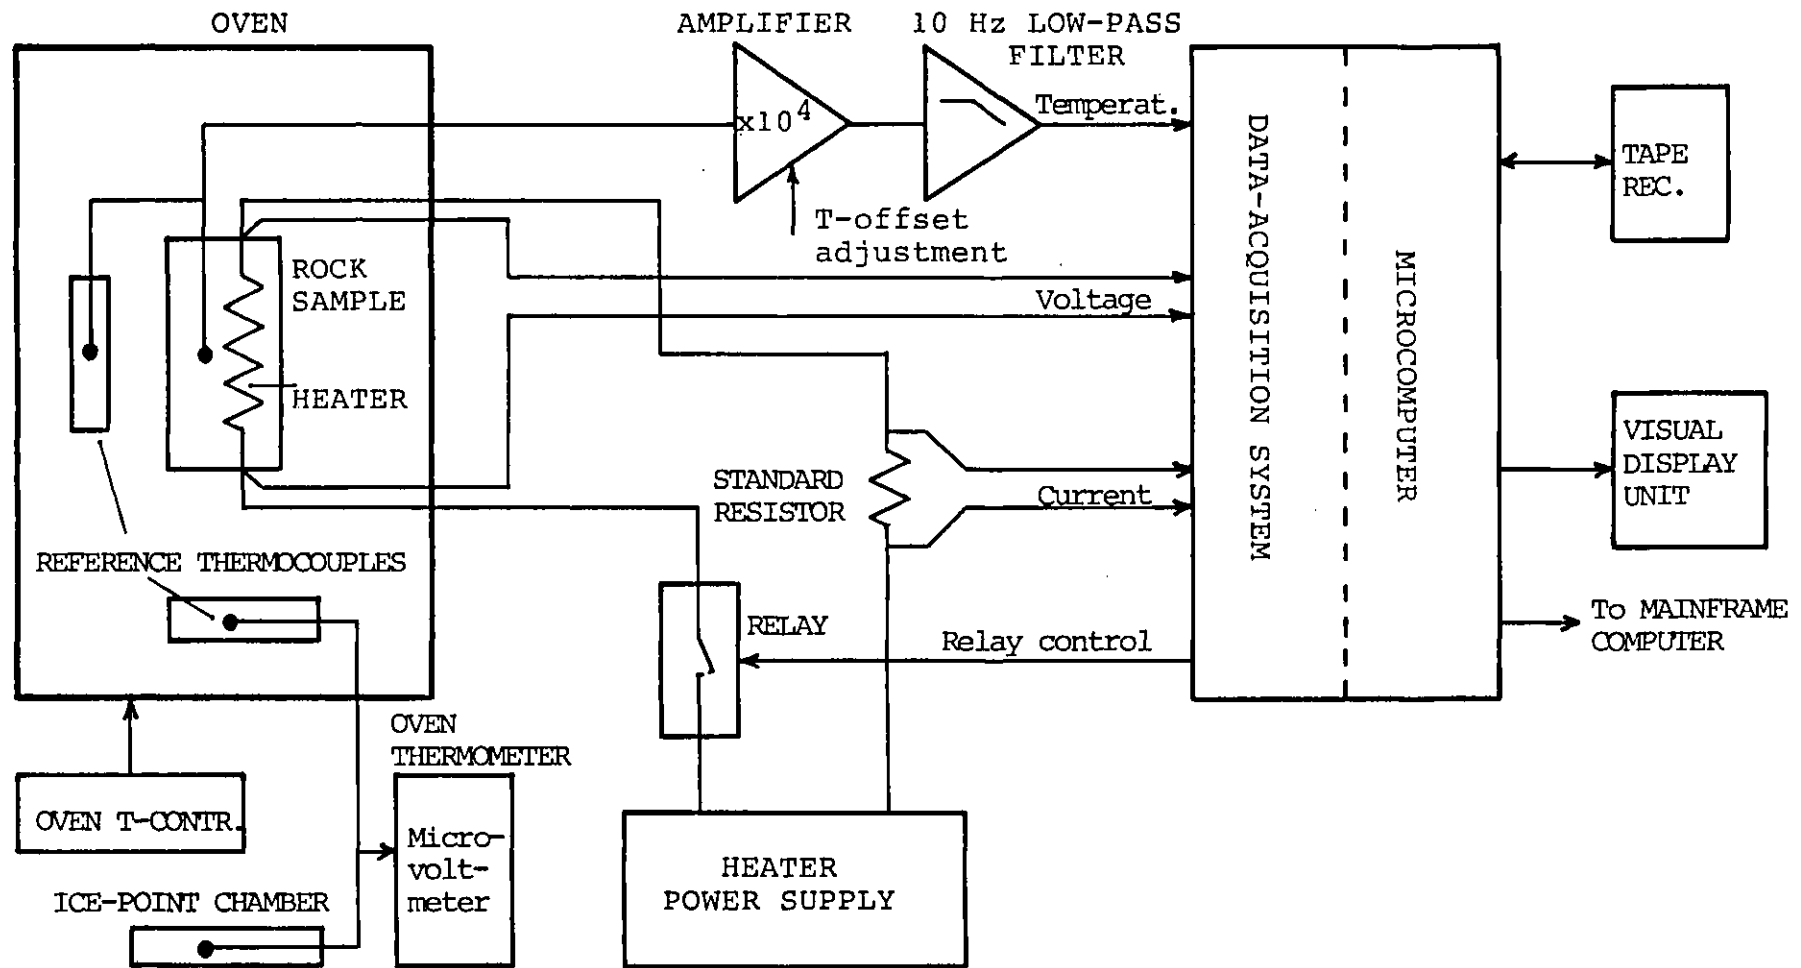 OVEN
AMPLIFIER
10 Hz LOW-PASS
FILTER
x10⁴
Temperat.
T-offset
adjustment
ROCK
SAMPLE
HEATER
Voltage
STANDARD
RESISTOR
Current
REFERENCE THERMOCOUPLES
RELAY
Relay control
DATA-ACQUISITION SYSTEM
MICROCOMPUTER
TAPE
REC.
VISUAL
DISPLAY
UNIT
To MAINFRAME
COMPUTER
OVEN T-CONTR.
OVEN
THERMOMETER
Micro-
volt-
meter
ICE-POINT CHAMBER
HEATER
POWER SUPPLY